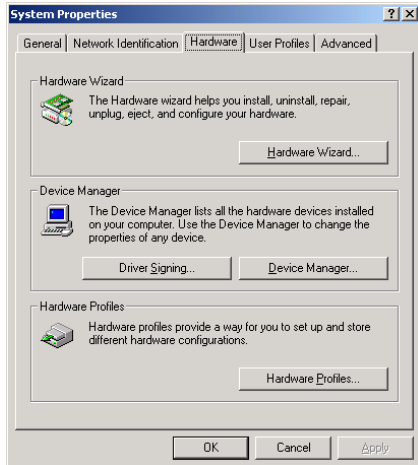 System Properties
General Network Identification Hardware User Profiles Advanced
Hardware Wizard
The Hardware wizard helps you install, uninstall, repair,
unplug, eject, and configure your hardware.
Hardware Wizard...
Device Manager
The Device Manager lists all the hardware devices installed
on your computer. Use the Device Manager to change the
properties of any device.
Driver Signing... Device Manager...
Hardware Profiles
Hardware profiles provide a way for you to set up and store
different hardware configurations.
Hardware Profiles...
OK Cancel Apply